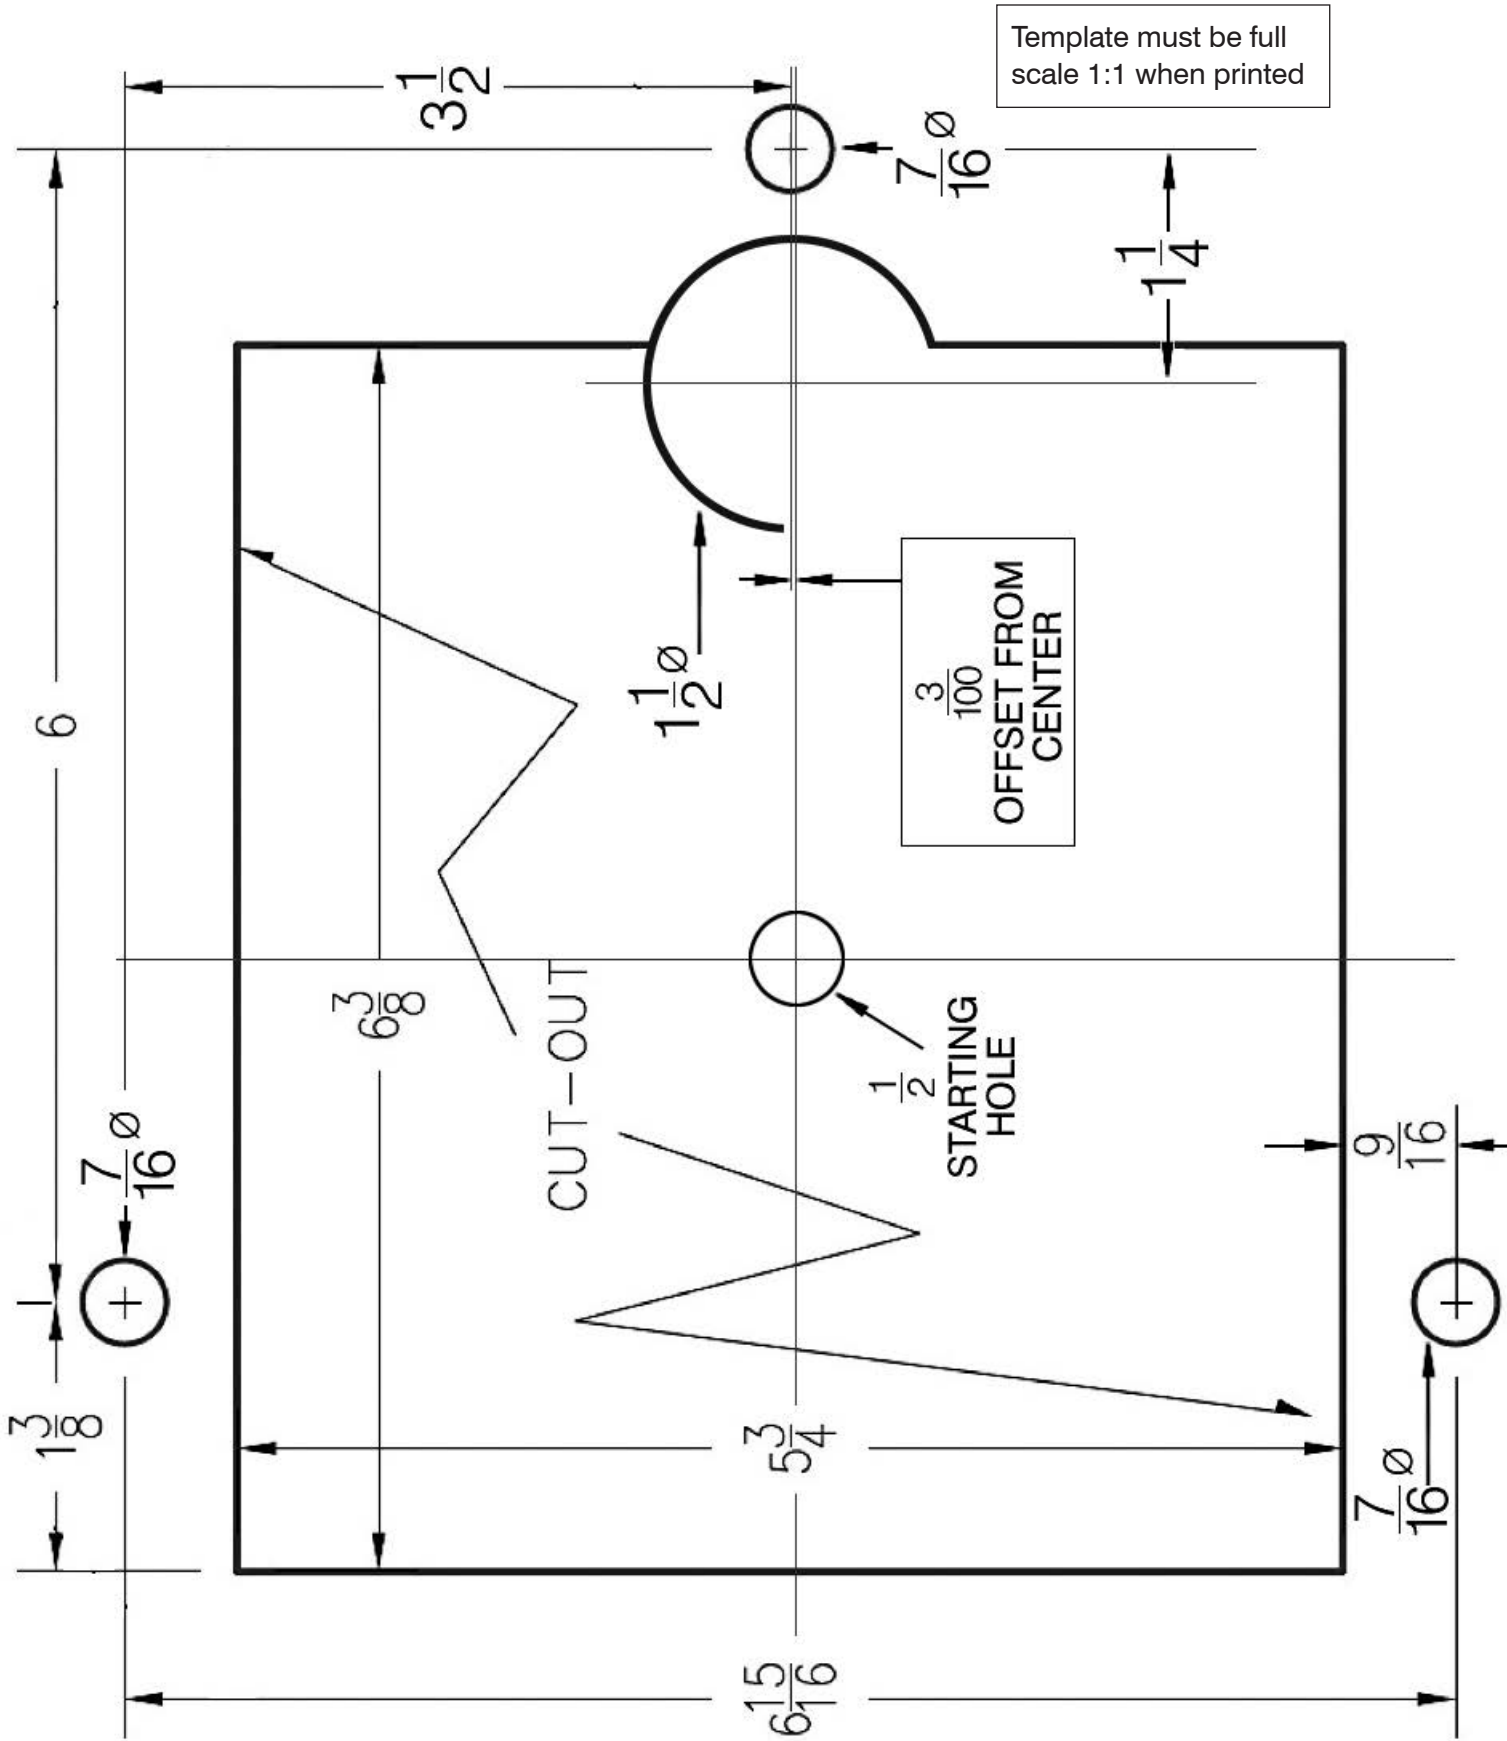 Template must be full
scale 1:1 when printed
3 1/2
7/16 Ø
1 1/4
6
1 1/2 Ø
3/100
OFFSET FROM
CENTER
6 3/8
CUT-OUT
1/2
STARTING
HOLE
7/16 Ø
9/16
1 3/8
5 3/4
7/16 Ø
6 15/16